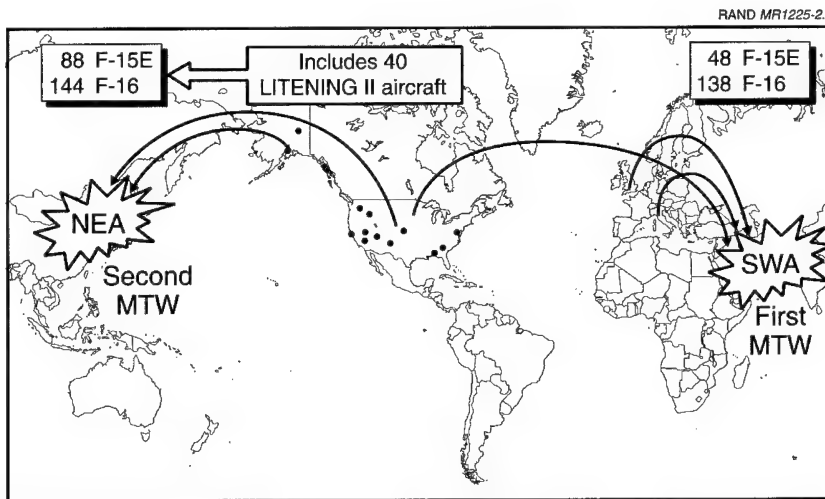 RAND MR1225-2.
88 F-15E
144 F-16
Includes 40
LITENING II aircraft
48 F-15E
138 F-16
NEA
Second
MTW
SWA
First
MTW